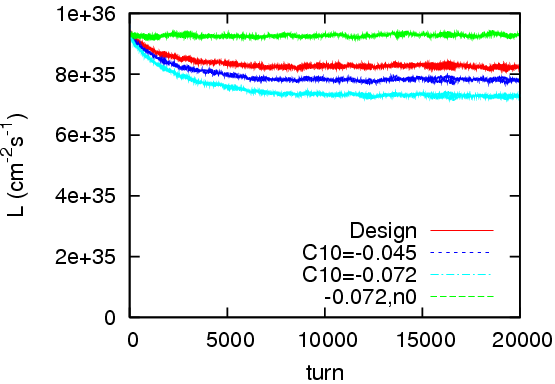 1e+36
8e+35
6e+35
4e+35
2e+35
0
L (cm-2s-1)
Design
C10=-0.045
C10=-0.072
-0.072,n0
0 5000 10000 15000 20000
turn